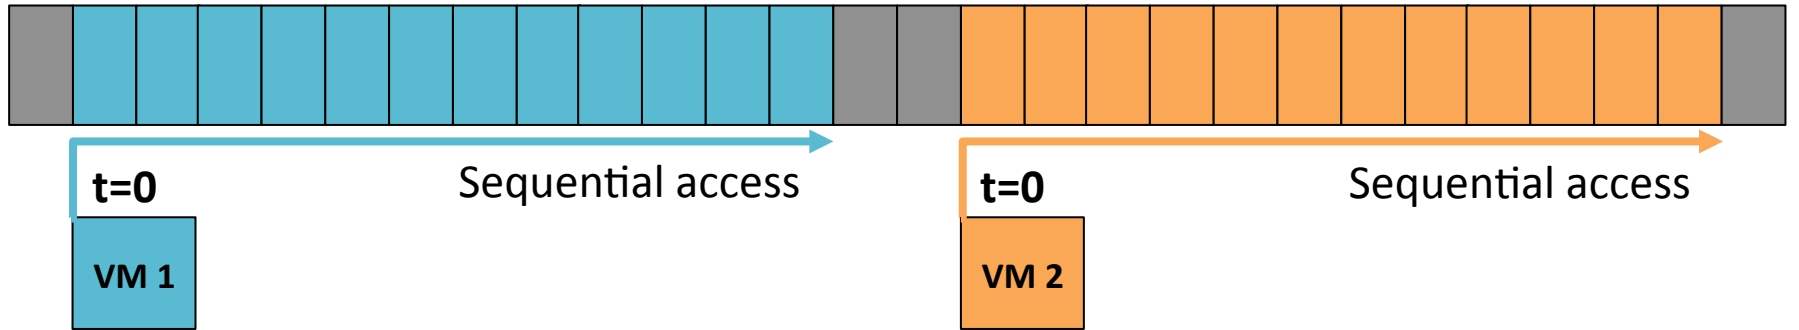 t=0
Sequential access
t=0
Sequential access
VM 1
VM 2